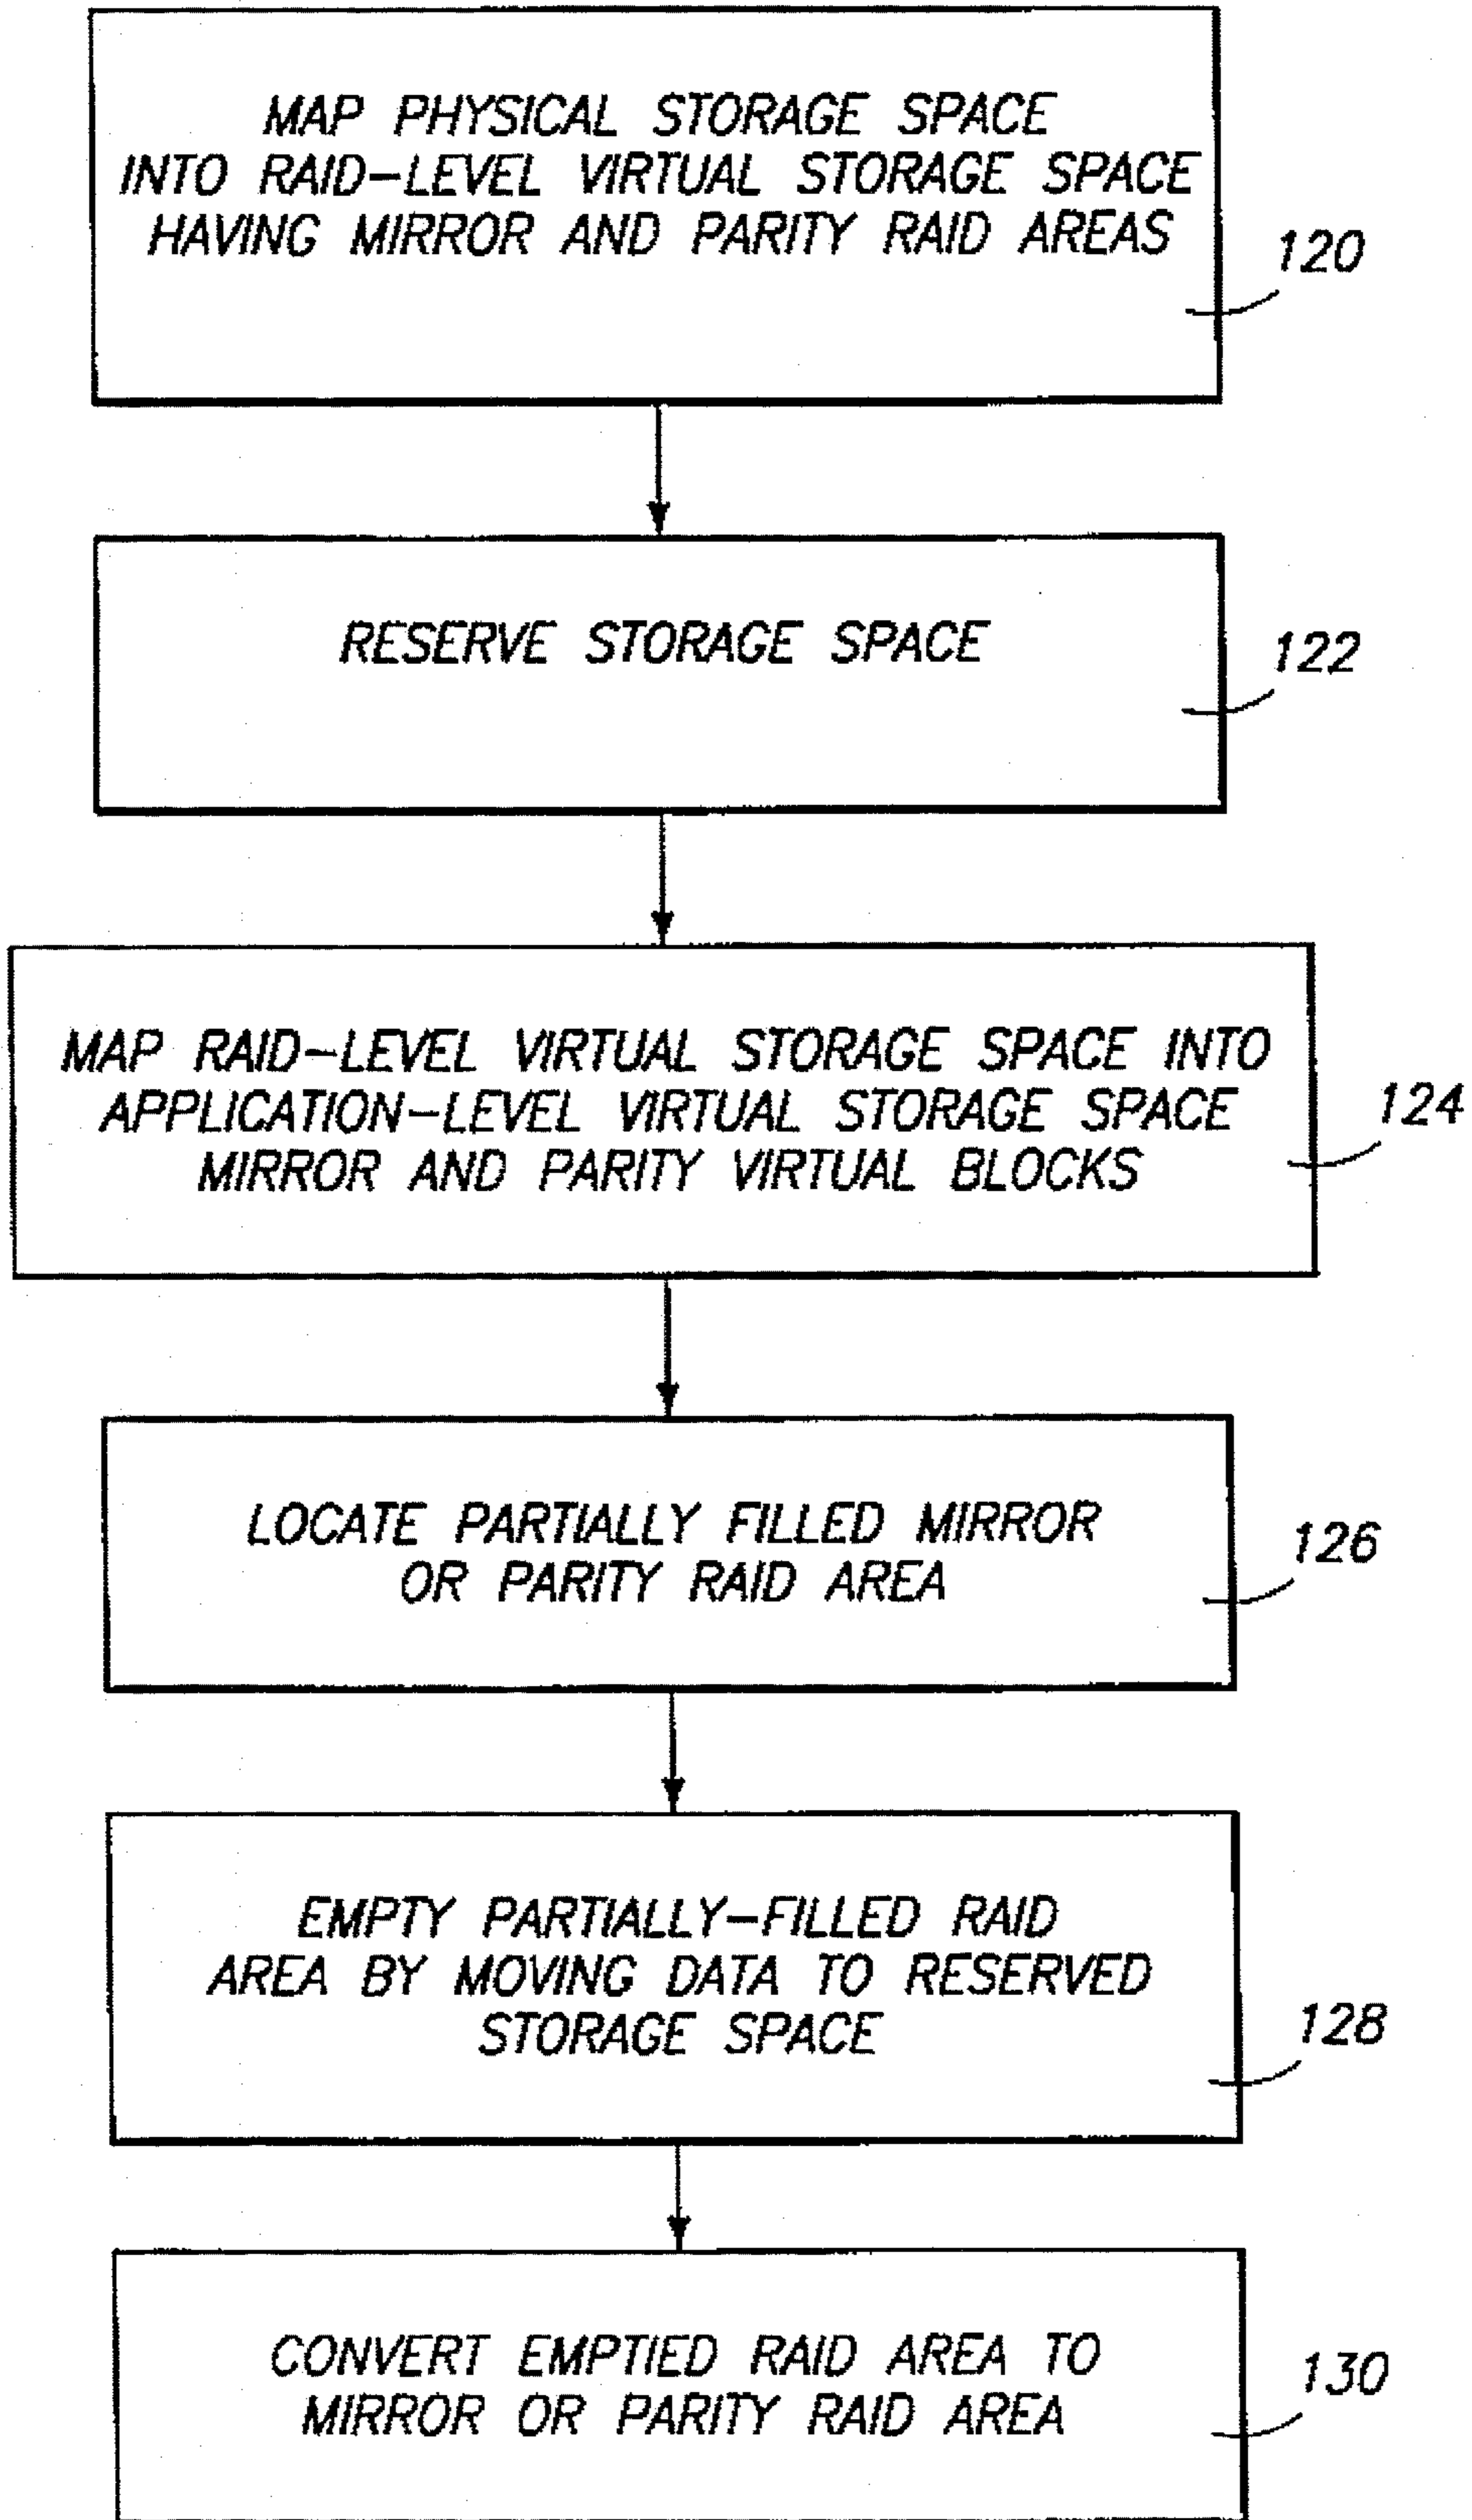 MAP PHYSICAL STORAGE SPACE
INTO RAID-LEVEL VIRTUAL STORAGE SPACE
HAVING MIRROR AND PARITY RAID AREAS
120
RESERVE STORAGE SPACE
122
MAP RAID-LEVEL VIRTUAL STORAGE SPACE INTO
APPLICATION-LEVEL VIRTUAL STORAGE SPACE
MIRROR AND PARITY VIRTUAL BLOCKS
124
LOCATE PARTIALLY FILLED MIRROR
OR PARITY RAID AREA
126
EMPTY PARTIALLY-FILLED RAID
AREA BY MOVING DATA TO RESERVED
STORAGE SPACE
128
CONVERT EMPTIED RAID AREA TO
MIRROR OR PARITY RAID AREA
130